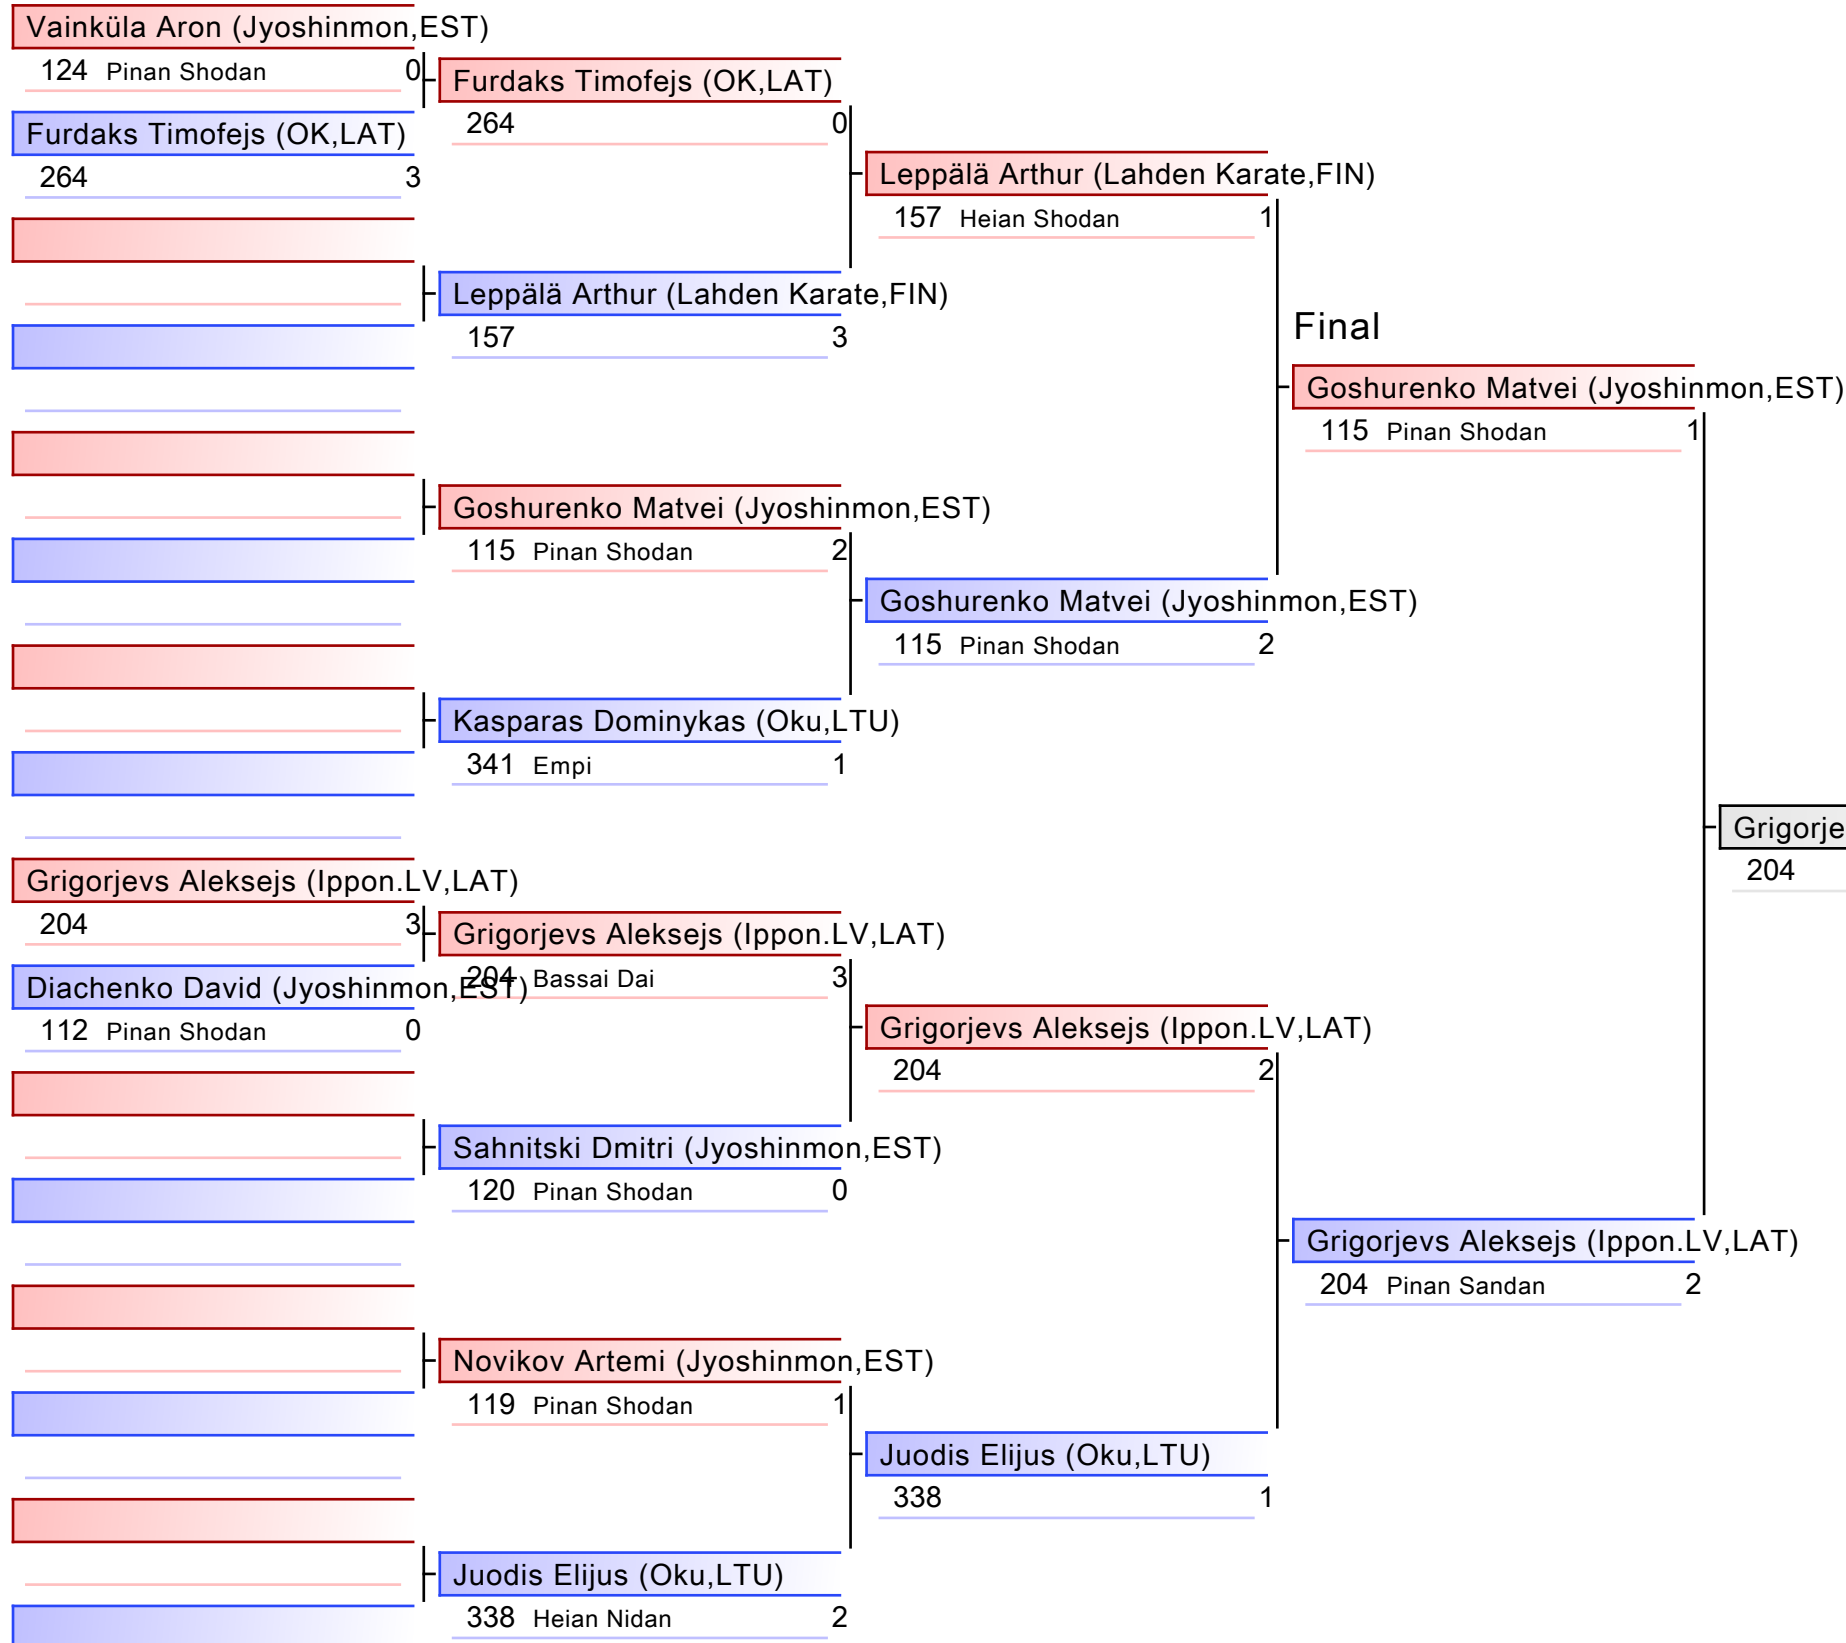 Vainküla Aron (Jyoshinmon,EST)
124 Pinan Shodan 0
Furdaks Timofejs (OK,LAT)
264 3
Furdaks Timofejs (OK,LAT)
264 0
Leppälä Arthur (Lahden Karate,FIN)
157 3
Leppälä Arthur (Lahden Karate,FIN)
157 Heian Shodan 1
Final
Goshurenko Matvei (Jyoshinmon,EST)
115 Pinan Shodan 1
Goshurenko Matvei (Jyoshinmon,EST)
115 Pinan Shodan 2
Goshurenko Matvei (Jyoshinmon,EST)
115 Pinan Shodan 2
Kasparas Dominykas (Oku,LTU)
341 Empi 1
Grigorje
204
Grigorjevs Aleksejs (Ippon.LV,LAT)
204 3
Diachenko David (Jyoshinmon,EST)
112 Pinan Shodan 0
Grigorjevs Aleksejs (Ippon.LV,LAT)
204 Bassai Dai 3
Sahnitski Dmitri (Jyoshinmon,EST)
120 Pinan Shodan 0
Grigorjevs Aleksejs (Ippon.LV,LAT)
204 2
Grigorjevs Aleksejs (Ippon.LV,LAT)
204 Pinan Sandan 2
Novikov Artemi (Jyoshinmon,EST)
119 Pinan Shodan 1
Juodis Elijus (Oku,LTU)
338 1
Juodis Elijus (Oku,LTU)
338 Heian Nidan 2